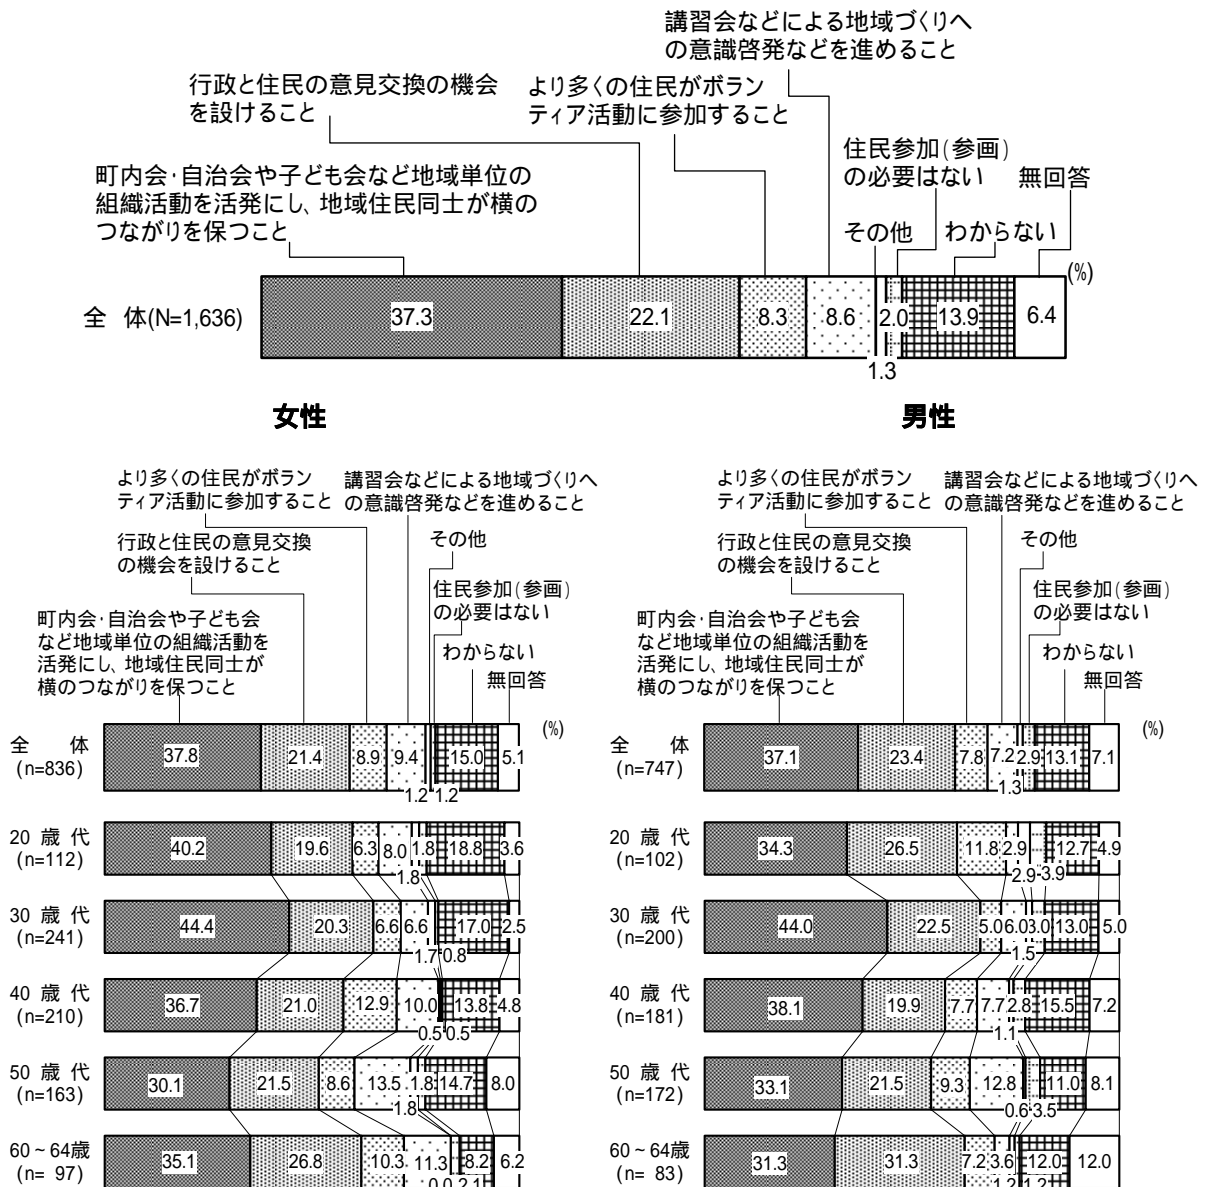 講習会などによる地域づくりへ
の意識啓発などを進めること
行政と住民の意見交換の機会
を設けること
より多くの住民がボラン
ティア活動に参加すること
住民参加(参画)
の必要はない
無回答
町内会・自治会や子ども会など地域単位の
組織活動を活発にし、地域住民同士が横の
つながりを保つこと
その他
わからない
(%)
全 体(N=1,636)
37.3
22.1
8.3
8.6
2.0
13.9
6.4
1.3
女性
より多くの住民がボラン
ティア活動に参加すること
講習会などによる地域づくりへ
の意識啓発などを進めること
行政と住民の意見交換
の機会を設けること
その他
住民参加(参画)
の必要はない
町内会・自治会や子ども会
など地域単位の組織活動を
活発にし、地域住民同士が
横のつながりを保つこと
わからない
無回答
(%)
全 体
(n=836)
37.8
21.4
8.9
9.4
15.0
5.1
1.2
1.2
20 歳 代
(n=112)
40.2
19.6
6.3
8.0
1.8
18.8
3.6
1.8
30 歳 代
(n=241)
44.4
20.3
6.6
6.6
17.0
2.5
1.7
0.8
40 歳 代
(n=210)
36.7
21.0
12.9
10.0
13.8
4.8
0.5
0.5
50 歳 代
(n=163)
30.1
21.5
8.6
13.5
1.8
14.7
8.0
1.8
60~64歳
(n= 97)
35.1
26.8
10.3
11.3
8.2
6.2
0.0
2.1
男性
より多くの住民がボラン
ティア活動に参加すること
講習会などによる地域づくりへ
の意識啓発などを進めること
行政と住民の意見交換
の機会を設けること
その他
住民参加(参画)
の必要はない
町内会・自治会や子ども会
など地域単位の組織活動を
活発にし、地域住民同士が
横のつながりを保つこと
わからない
無回答
(%)
全 体
(n=747)
37.1
23.4
7.8
7.2
2.9
13.1
7.1
1.3
20 歳 代
(n=102)
34.3
26.5
11.8
2.9
12.7
4.9
2.9
3.9
30 歳 代
(n=200)
44.0
22.5
5.0
6.0
3.0
13.0
5.0
1.5
40 歳 代
(n=181)
38.1
19.9
7.7
7.7
2.8
15.5
7.2
1.1
50 歳 代
(n=172)
33.1
21.5
9.3
12.8
11.0
8.1
0.6
3.5
60~64歳
(n= 83)
31.3
31.3
7.2
3.6
12.0
12.0
1.2
1.2